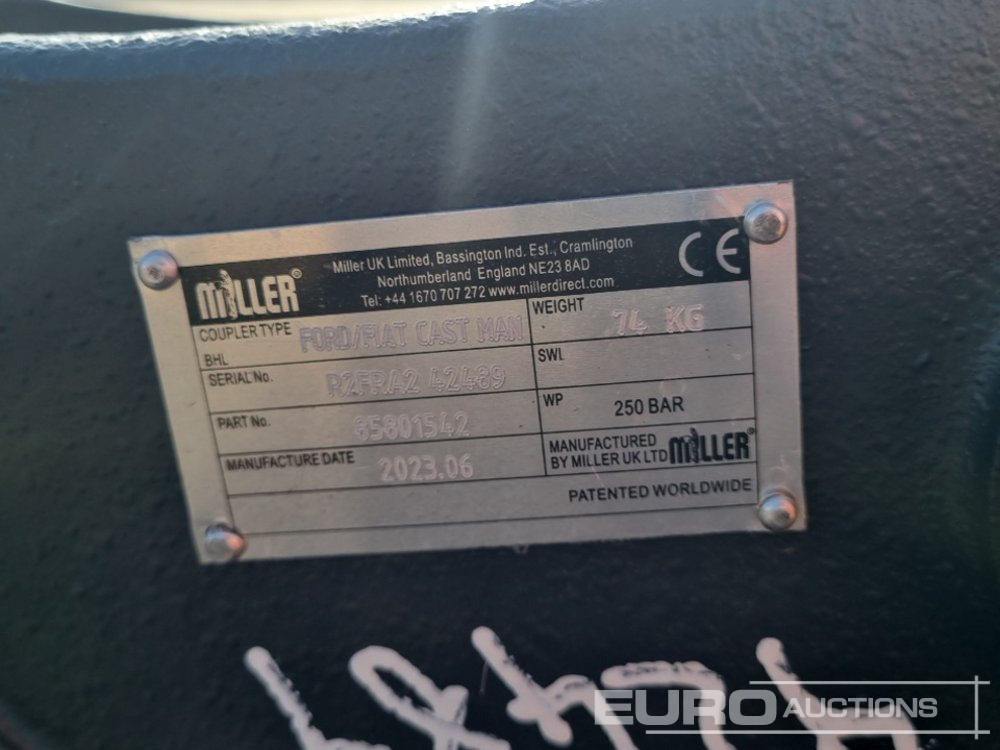 MILLER®
Miller UK Limited, Bassington Ind. Est., Cramlington
Northumberland England NE23 8AD
Tel: +44 1670 707 272 www.millerdirect.com
CE
COUPLER TYPE FORD/FIAT CAST MAN
BHL
WEIGHT 74 KG
SERIAL No. R2FRA2 42489
SWL
PART No. 85801542
WP 250 BAR
MANUFACTURE DATE 2023.06
MANUFACTURED
BY MILLER UK LTD MILLER®
PATENTED WORLDWIDE
EURO AUCTIONS